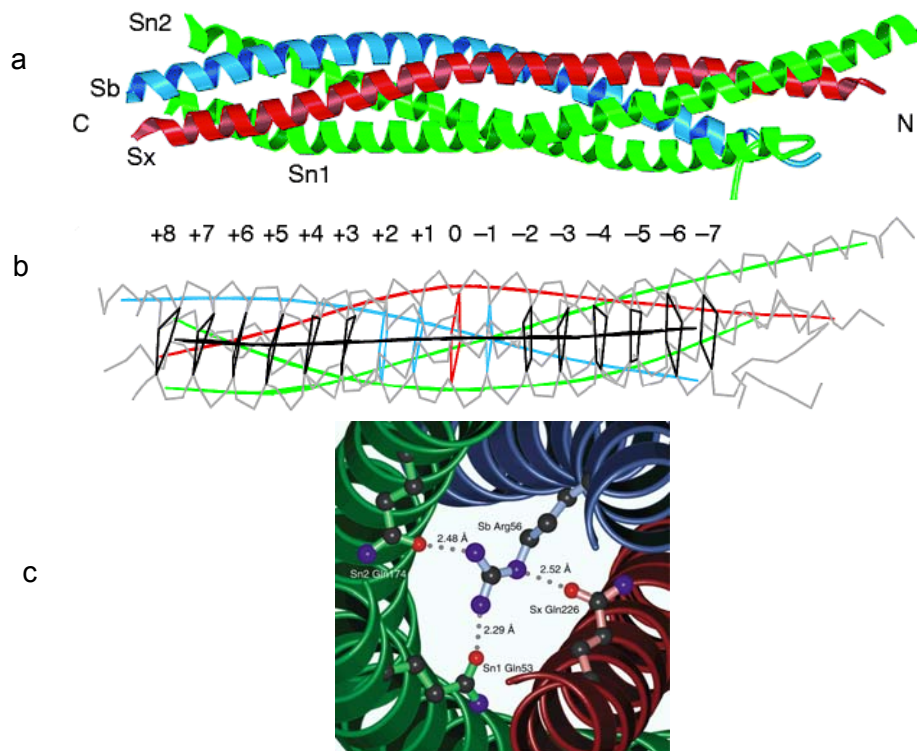 Sn2
a
Sb
C
N
Sx
Sn1
+8 +7 +6 +5 +4 +3 +2 +1 0 −1 −2 −3 −4 −5 −6 −7
b
Sb Arg56
2.48 Å
2.52 Å
Sn2 Gln174
c
Sx Gln226
2.29 Å
Sn1 Gln53